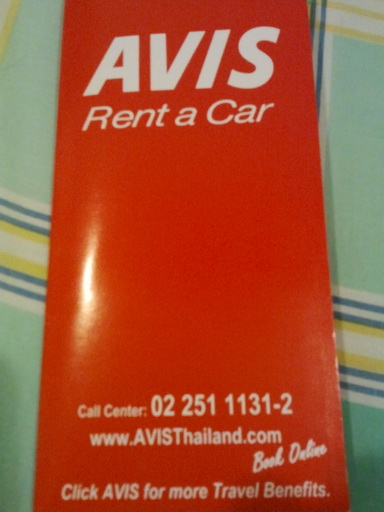 AVIS
Rent a Car
Call Center: 02 251 1131-2
www.AVISThailand.com
Book Online
Click AVIS for more Travel Benefits.